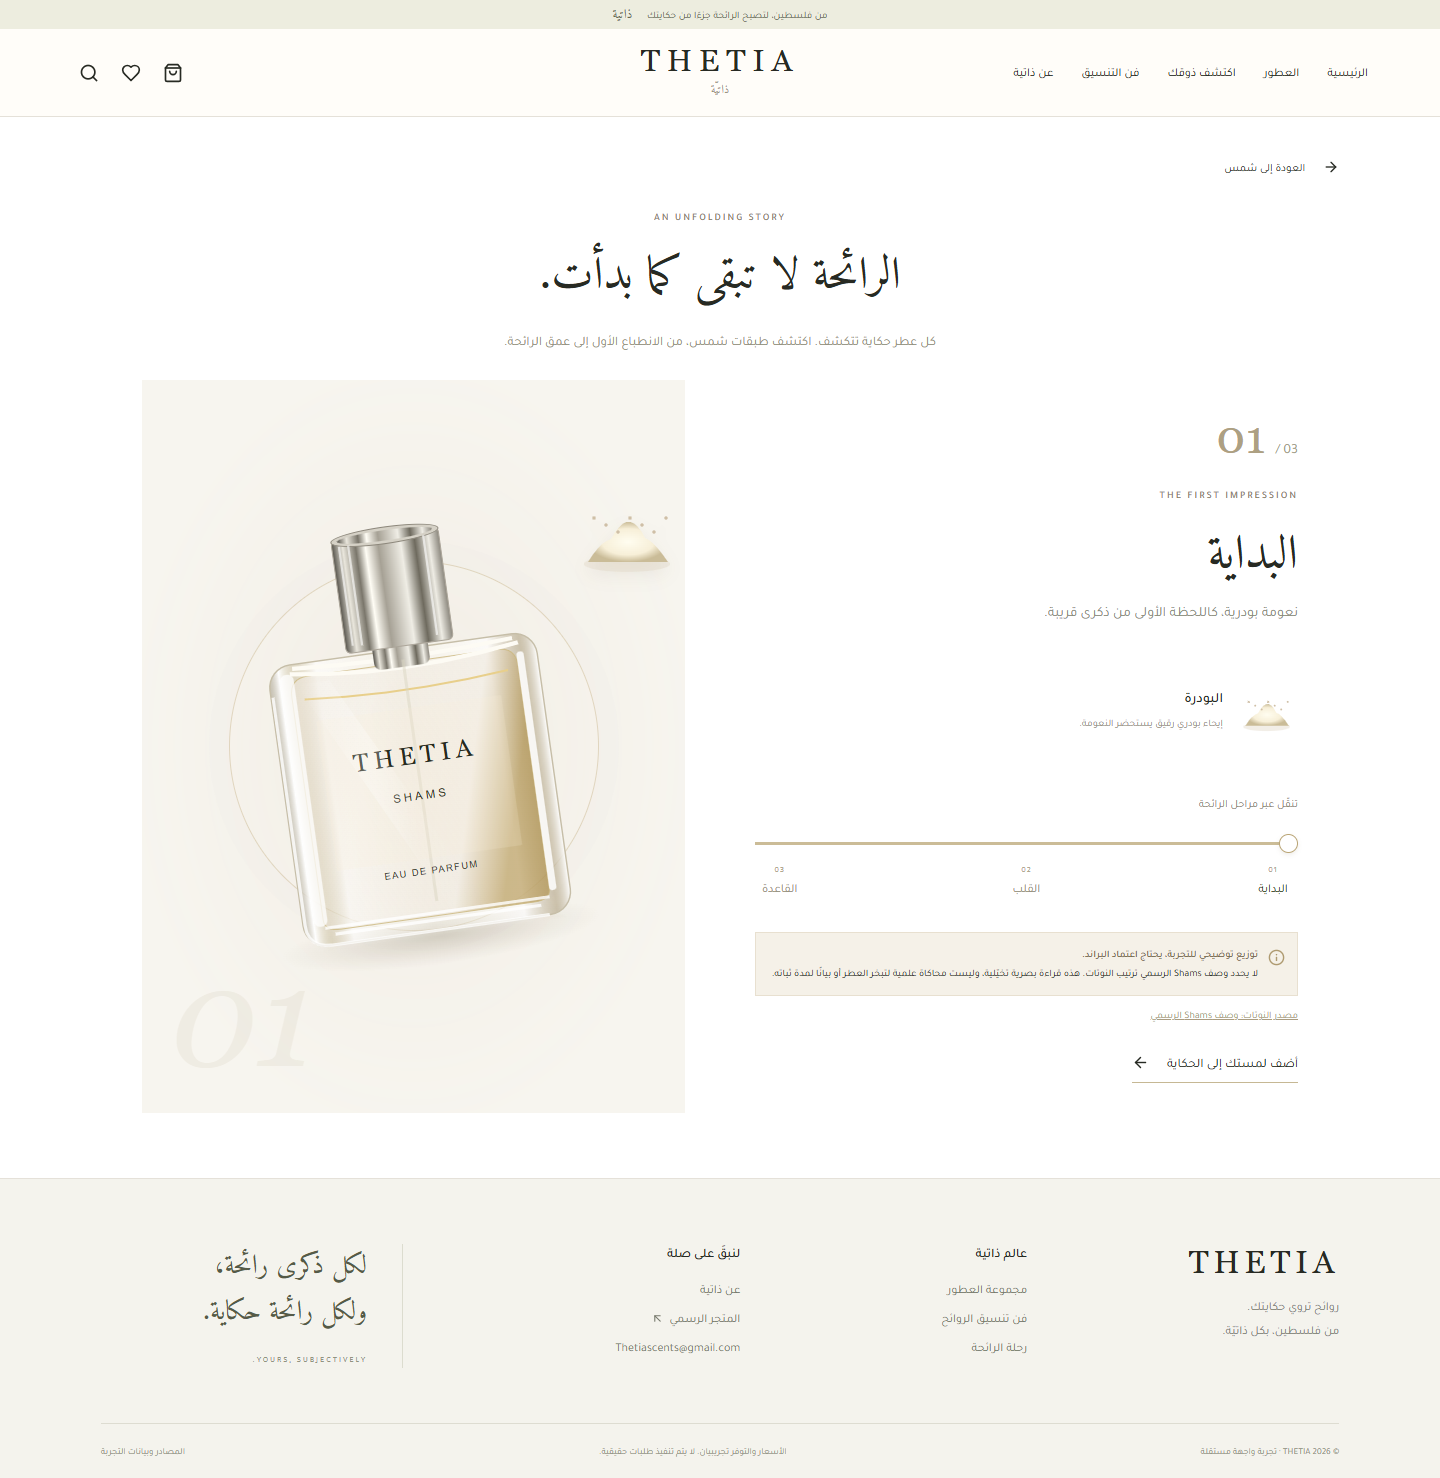 من فلسطين، لتصبح الرائحة جزءًا من حكايتك ذاتيّة
الرئيسية العطور اكتشف ذوقك فن التنسيق عن ذاتية
THETIA
ذاتيّة
العودة إلى شمس
AN UNFOLDING STORY
الرائحة لا تبقى كما بدأت.
كل عطر حكاية تتكشف. اكتشف طبقات شمس، من الانطباع الأول إلى عمق الرائحة.
01 / 03
THE FIRST IMPRESSION
البداية
نعومة بودرية، كاللحظة الأولى من ذكرى قريبة.
البودرة
إيحاء بودري رقيق يستحضر النعومة.
تنقّل عبر مراحل الرائحة
01 02 03
البداية القلب القاعدة
توزيع توضيحي للتجربة، يحتاج اعتماد البراند.
لا يحدد وصف Shams الرسمي ترتيب النوتات. هذه قراءة بصرية تخيّلية، وليست محاكاة علمية لتبخر العطر أو بيانًا لمدة ثباته.
مصدر النوتات: وصف Shams الرسمي
أضف لمستك إلى الحكاية
THETIA
SHAMS
EAU DE PARFUM
01
THETIA
روائح تروي حكايتك.
من فلسطين، بكل ذاتيّة.
عالم ذاتية
مجموعة العطور
فن تنسيق الروائح
رحلة الرائحة
لنبقَ على صلة
عن ذاتية
المتجر الرسمي
Thetiascents@gmail.com
لكل ذكرى رائحة،
ولكل رائحة حكاية.
YOURS, SUBJECTIVELY.
© 2026 THETIA · تجربة واجهة مستقلة
الأسعار والتوفر تجريبيان. لا يتم تنفيذ طلبات حقيقية.
المصادر وبيانات التجربة